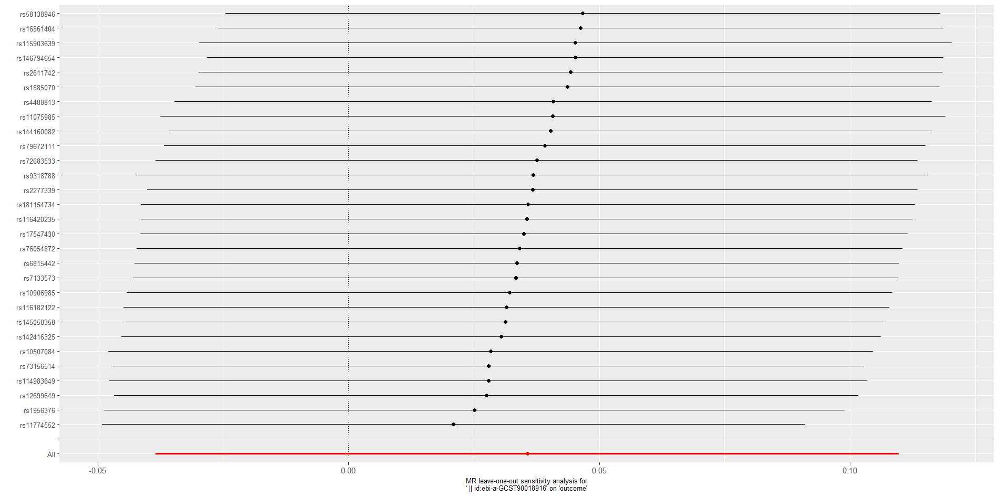 rs58138946
rs16861404
rs115903639
rs146794654
rs2611742
rs1885070
rs4488813
rs11075985
rs144160082
rs79672111
rs72683533
rs9318788
rs2277339
rs181154734
rs116420235
rs17547430
rs76054872
rs6815442
rs7133573
rs10906985
rs116182122
rs145058358
rs142416325
rs10507084
rs73156514
rs114983649
rs12699649
rs1956376
rs11774552
All
-0.05 0.00 0.05 0.10
MR leave-one-out sensitivity analysis for
' || id:ebi-a-GCST90018916' on 'outcome'